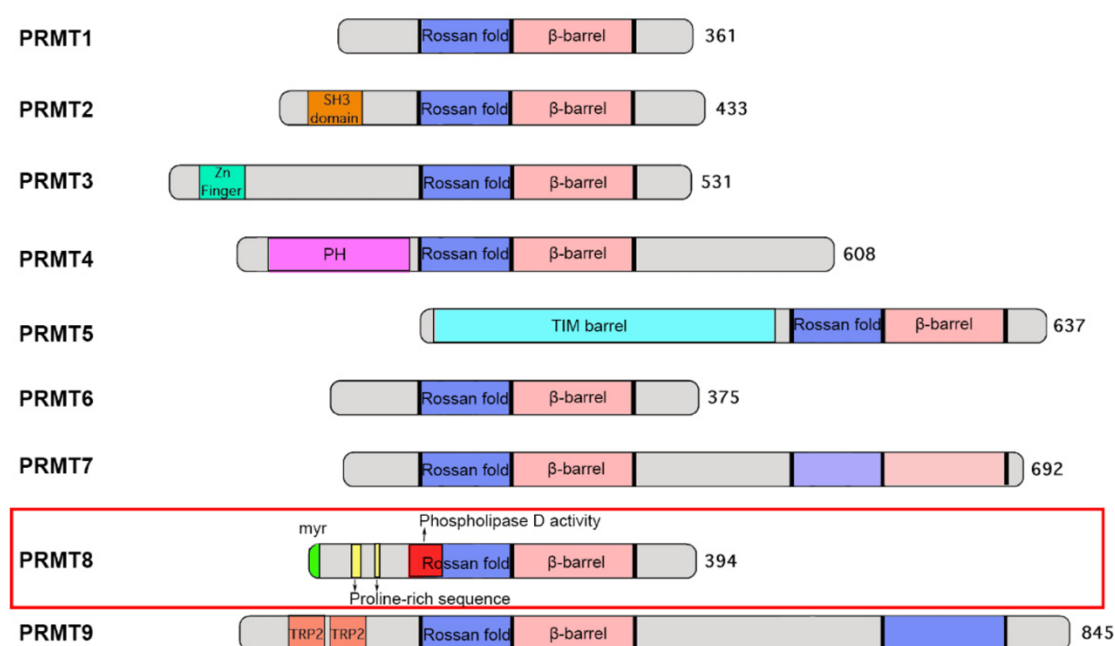 PRMT1
Rossan fold β-barrel 361
PRMT2
SH3
domain
Rossan fold β-barrel 433
PRMT3
Zn
Finger
Rossan fold β-barrel 531
PRMT4
PH Rossan fold β-barrel 608
PRMT5
TIM barrel Rossan fold β-barrel 637
PRMT6
Rossan fold β-barrel 375
PRMT7
Rossan fold β-barrel 692
Phospholipase D activity
myr
PRMT8
Rossan fold β-barrel 394
Proline-rich sequence
PRMT9
TRP2 TRP2 Rossan fold β-barrel 845